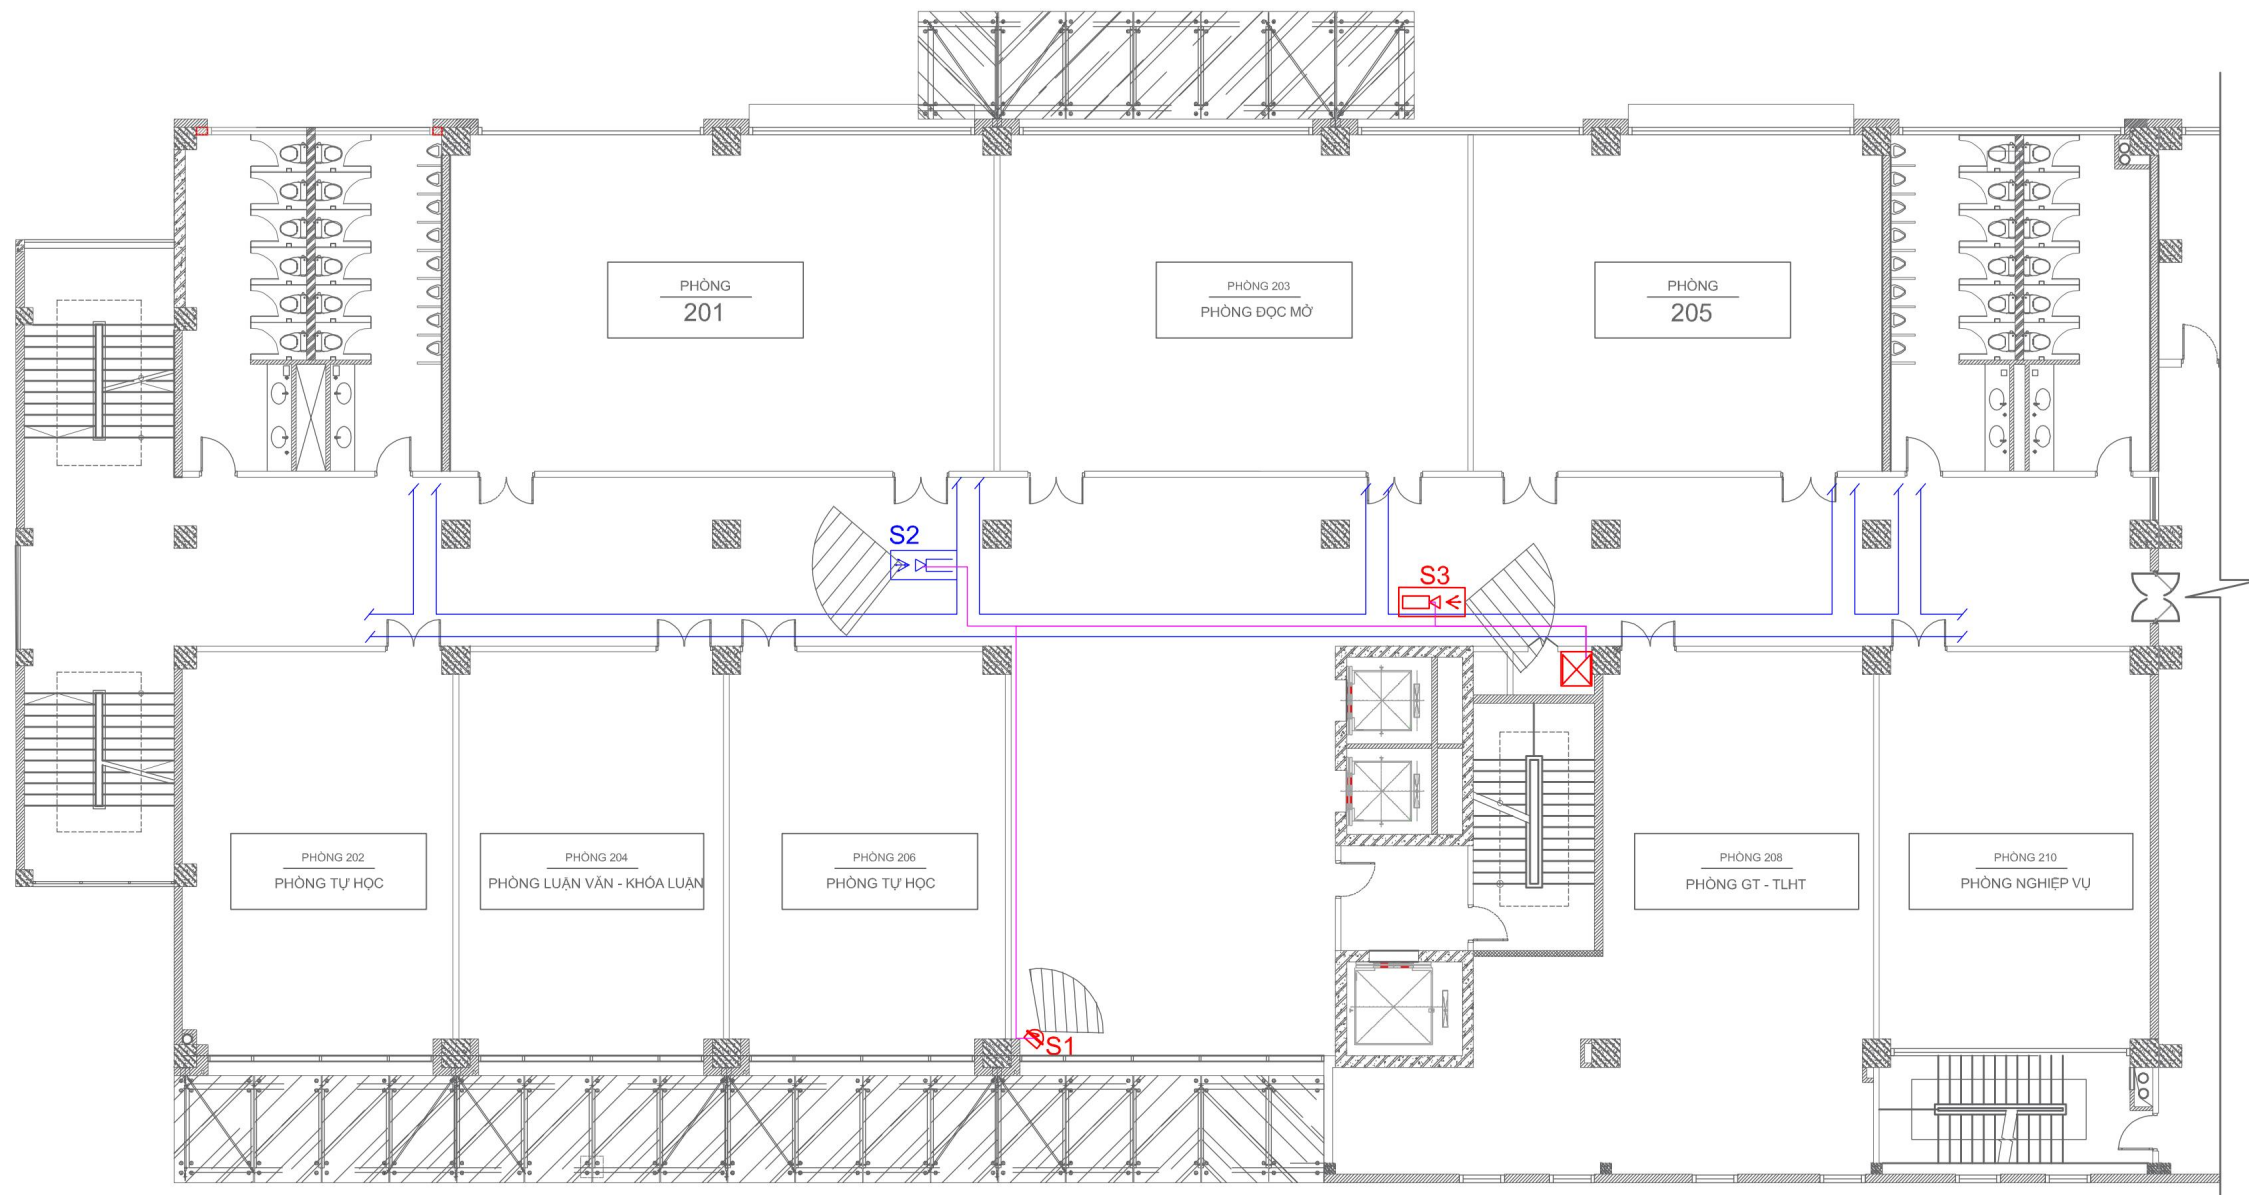 PHÒNG
201
PHÒNG 203
PHÒNG ĐỌC MỞ
PHÒNG
205
S2
S3
PHÒNG 202
PHÒNG TỰ HỌC
PHÒNG 204
PHÒNG LUẬN VĂN - KHÓA LUẬN
PHÒNG 206
PHÒNG TỰ HỌC
PHÒNG 208
PHÒNG GT - TLHT
PHÒNG 210
PHÒNG NGHIỆP VỤ
S1